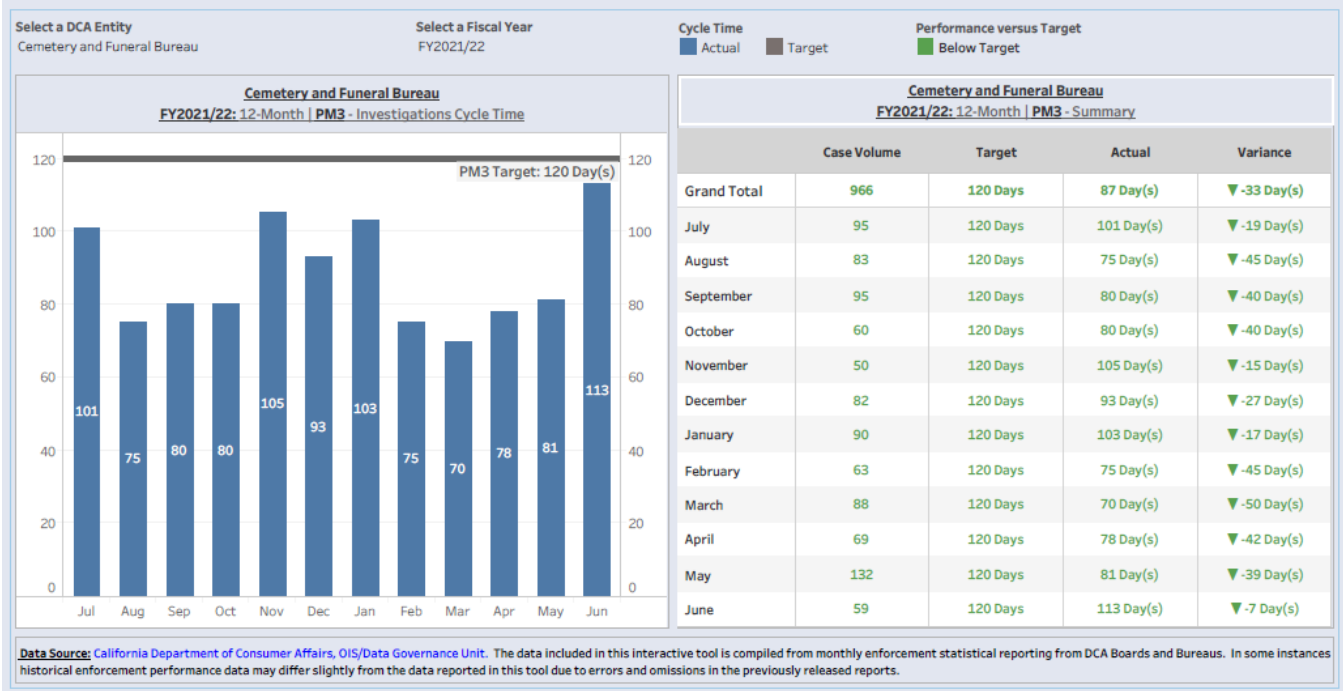 Select a DCA Entity
Cemetery and Funeral Bureau
Select a Fiscal Year
FY2021/22
Cycle Time
Actual
Target
Performance versus Target
Below Target
Cemetery and Funeral Bureau
FY2021/22: 12-Month | PM3 - Investigations Cycle Time
120 120
PM3 Target: 120 Day(s)
100 100
80 80
60 60
40 40
20 20
0 0
101 75 80 80 105 93 103 75 70 78 81 113
Jul Aug Sep Oct Nov Dec Jan Feb Mar Apr May Jun
Cemetery and Funeral Bureau
FY2021/22: 12-Month | PM3 - Summary
Case Volume Target Actual Variance
Grand Total 966 120 Days 87 Day(s) ▼ -33 Day(s)
July 95 120 Days 101 Day(s) ▼ -19 Day(s)
August 83 120 Days 75 Day(s) ▼ -45 Day(s)
September 95 120 Days 80 Day(s) ▼ -40 Day(s)
October 60 120 Days 80 Day(s) ▼ -40 Day(s)
November 50 120 Days 105 Day(s) ▼ -15 Day(s)
December 82 120 Days 93 Day(s) ▼ -27 Day(s)
January 90 120 Days 103 Day(s) ▼ -17 Day(s)
February 63 120 Days 75 Day(s) ▼ -45 Day(s)
March 88 120 Days 70 Day(s) ▼ -50 Day(s)
April 69 120 Days 78 Day(s) ▼ -42 Day(s)
May 132 120 Days 81 Day(s) ▼ -39 Day(s)
June 59 120 Days 113 Day(s) ▼ -7 Day(s)
Data Source: California Department of Consumer Affairs, OIS/Data Governance Unit. The data included in this interactive tool is compiled from monthly enforcement statistical reporting from DCA Boards and Bureaus. In some instances
historical enforcement performance data may differ slightly from the data reported in this tool due to errors and omissions in the previously released reports.